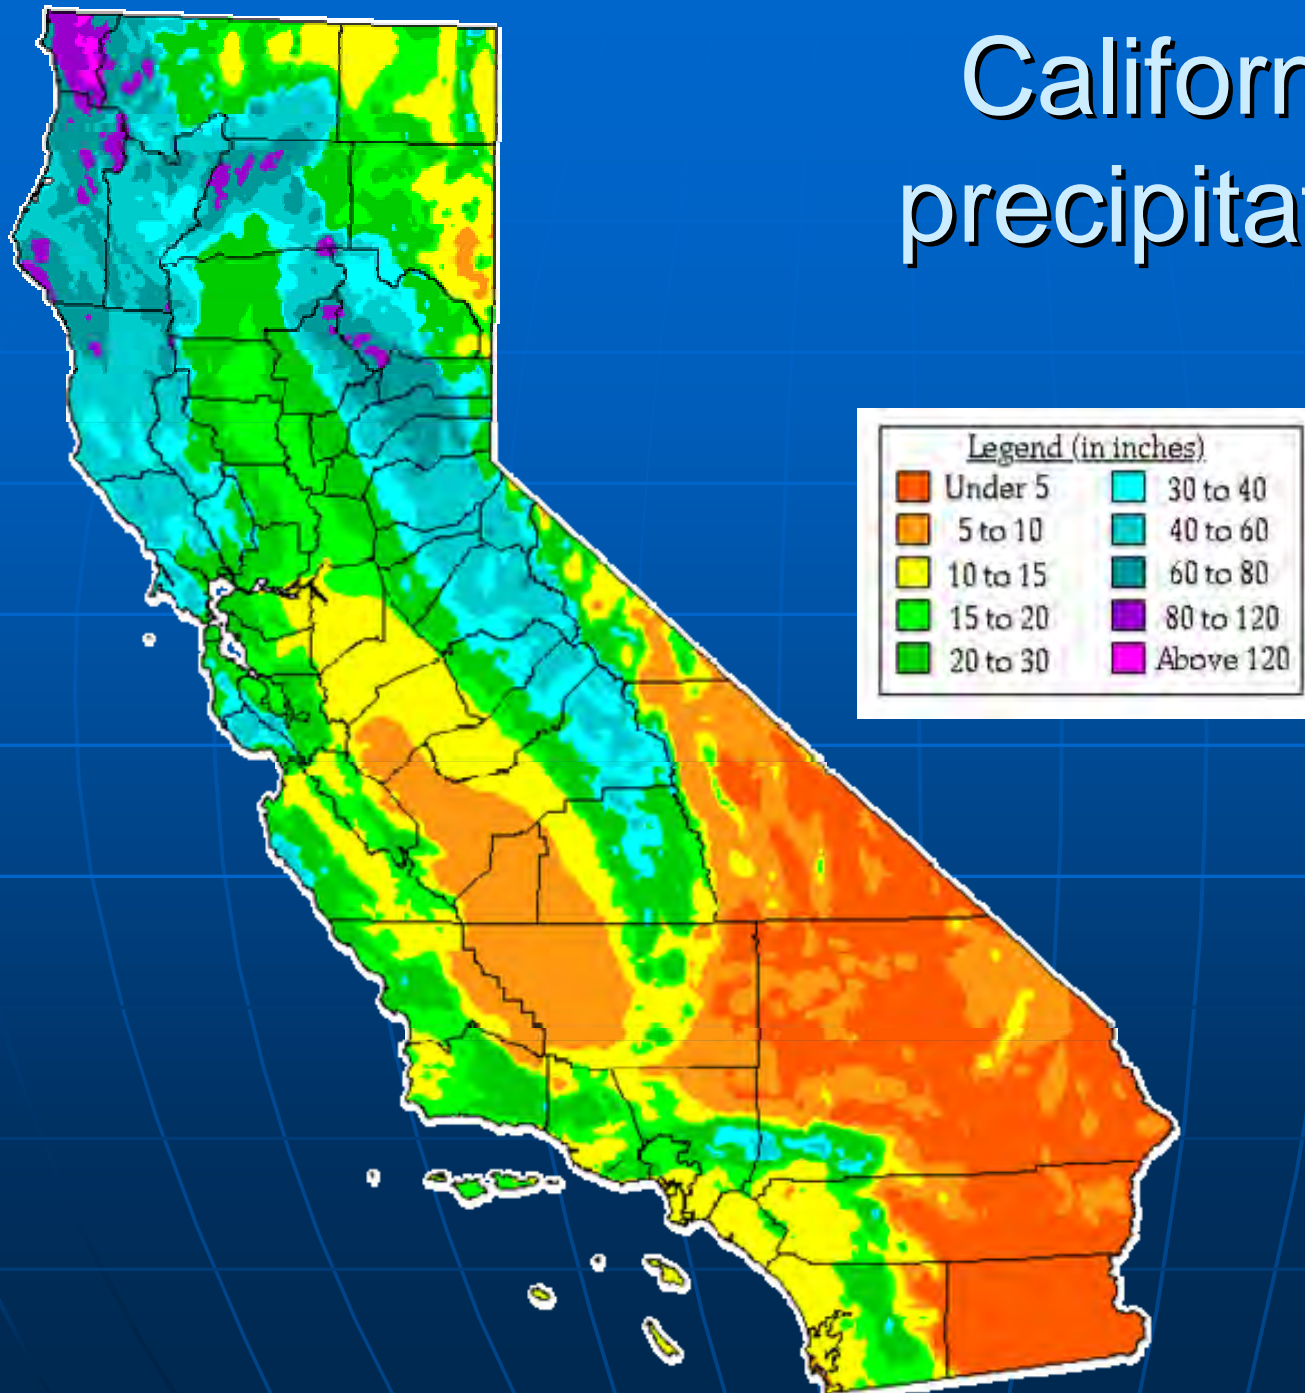 Californ
precipitat
Legend (in inches)
Under 5
5 to 10
10 to 15
15 to 20
20 to 30
30 to 40
40 to 60
60 to 80
80 to 120
Above 120